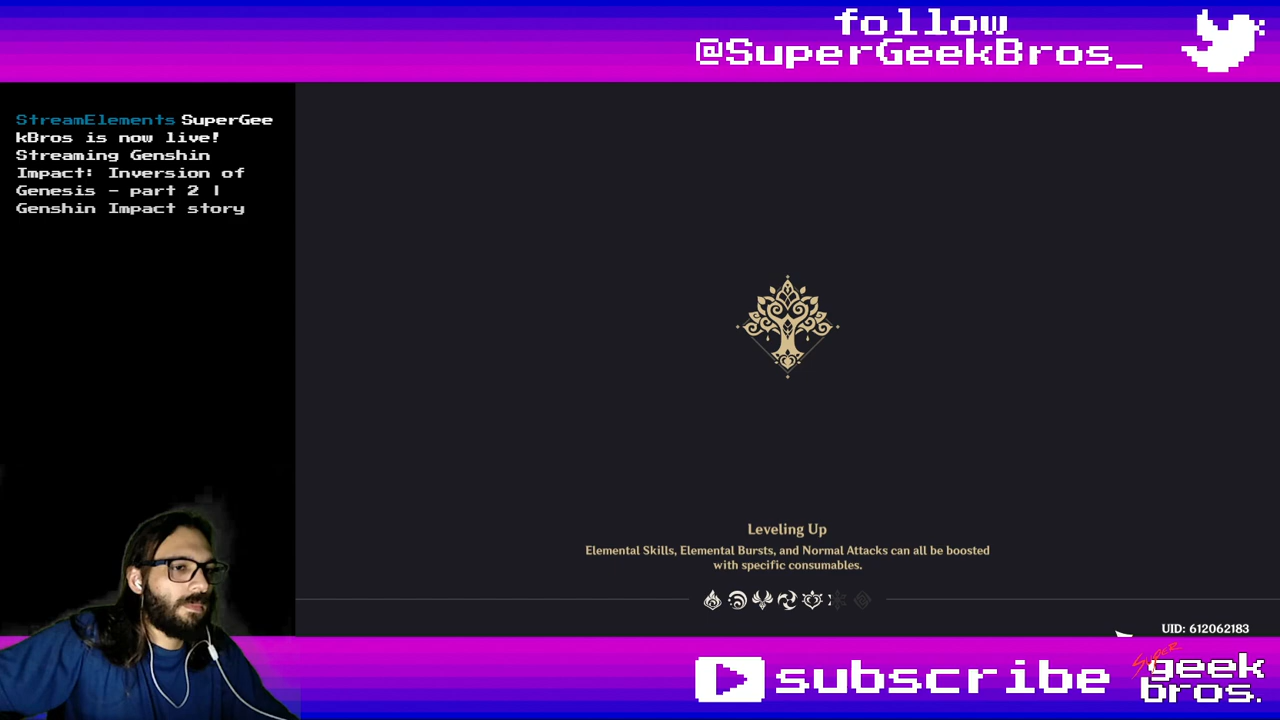 follow
@SuperGeekBros_
StreamElements SuperGee
kBros is now live!
Streaming Genshin
Impact: Inversion of
Genesis - part 2 |
Genshin Impact story
Leveling Up
Elemental Skills, Elemental Bursts, and Normal Attacks can all be boosted
with specific consumables.
UID: 612062183
subscribe
SUPER
geek
bros.